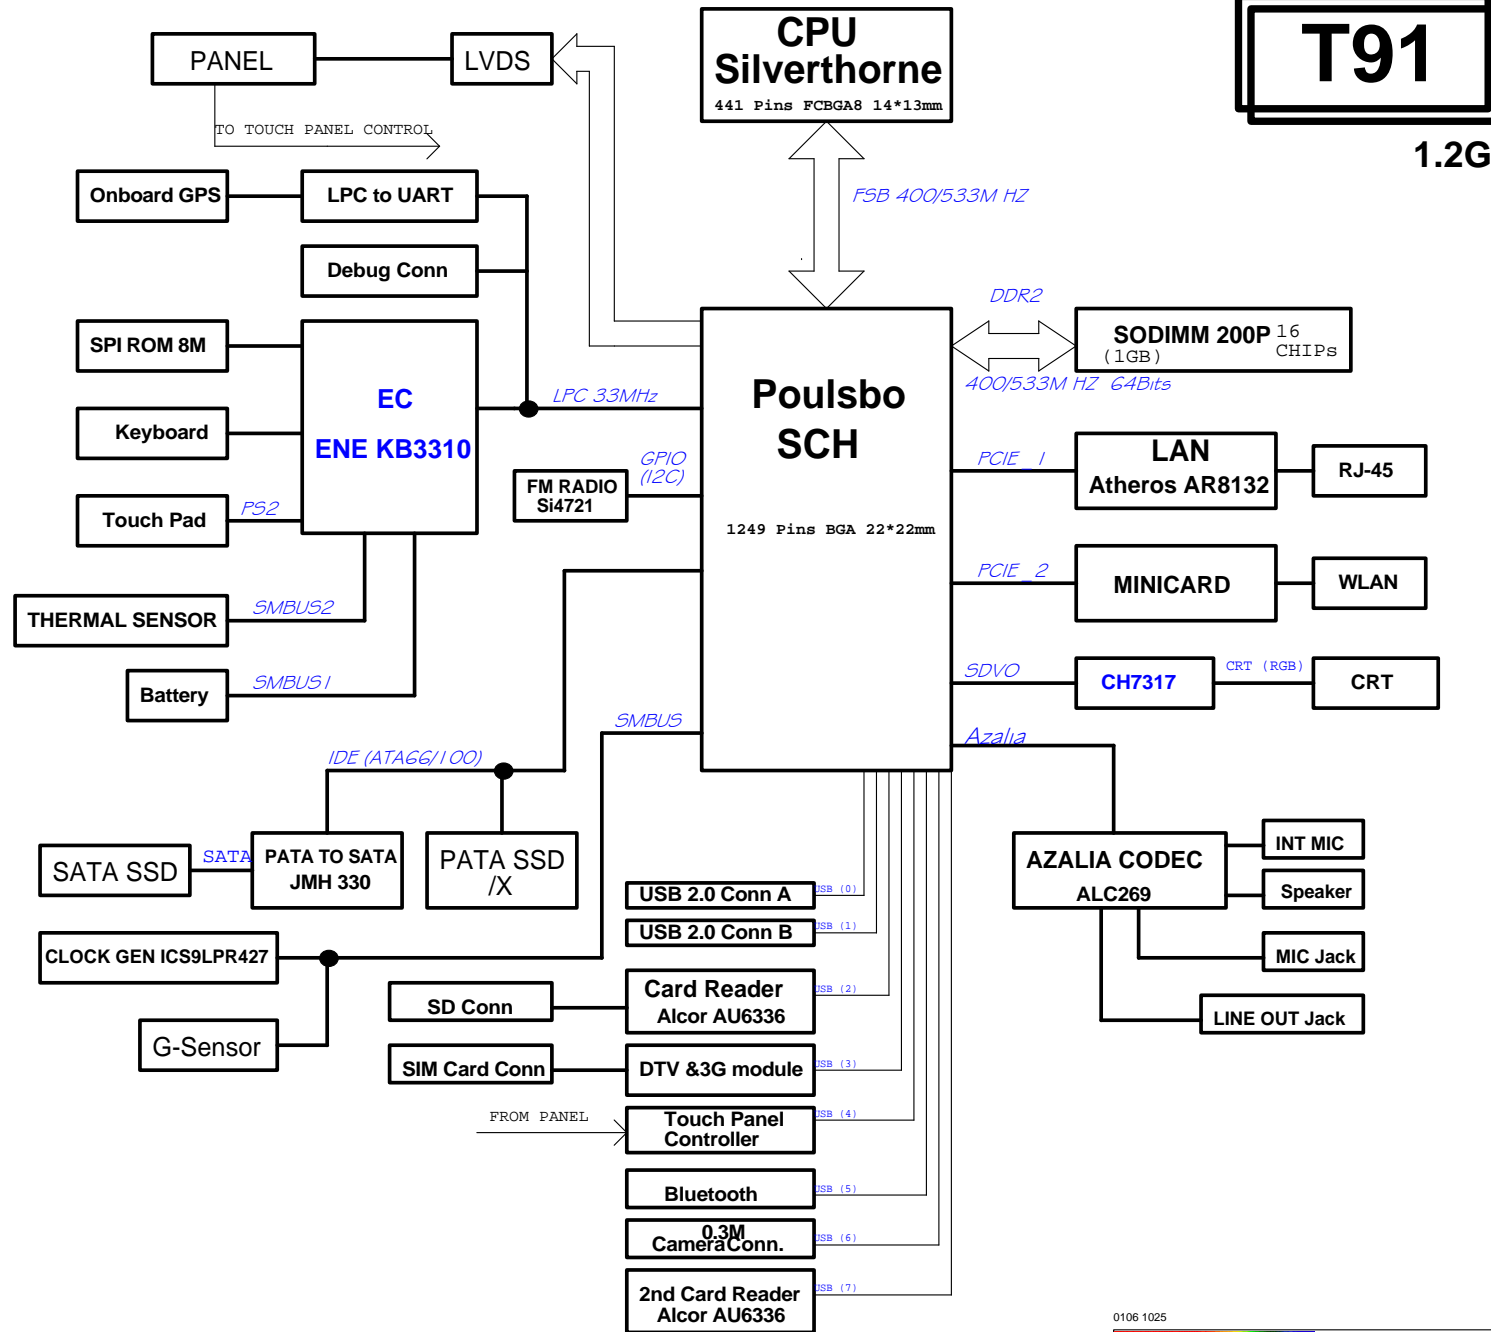 T91
1.2G
CPU
Silverthorne
441 Pins FCBGA8 14*13mm
PANEL
LVDS
TO TOUCH PANEL CONTROL
FSB 400/533M HZ
Onboard GPS
LPC to UART
Debug Conn
SPI ROM 8M
Keyboard
Touch Pad
PS2
EC
ENE KB3310
LPC 33MHz
THERMAL SENSOR
SMBUS2
Battery
SMBUS1
FM RADIO
Si4721
GPIO
(I2C)
Poulsbo
SCH
1249 Pins BGA 22*22mm
DDR2
400/533M HZ 64Bits
SODIMM 200P
(1GB)
16
CHIPs
PCIE_1
LAN
Atheros AR8132
RJ-45
PCIE_2
MINICARD
WLAN
SDVO
CH7317
CRT (RGB)
CRT
Azalia
SMBUS
IDE (ATA66/100)
SATA SSD
SATA
PATA TO SATA
JMH 330
PATA SSD
/X
CLOCK GEN ICS9LPR427
G-Sensor
AZALIA CODEC
ALC269
INT MIC
Speaker
MIC Jack
LINE OUT Jack
USB 2.0 Conn A
USB (0)
USB 2.0 Conn B
USB (1)
SD Conn
Card Reader
Alcor AU6336
USB (2)
SIM Card Conn
DTV &3G module
USB (3)
FROM PANEL
Touch Panel
Controller
USB (4)
Bluetooth
USB (5)
0.3M
CameraConn.
USB (6)
2nd Card Reader
Alcor AU6336
USB (7)
0106 1025